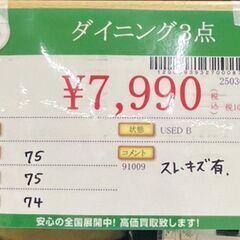 ダイニング3点
¥7,990
税込
状態 USED B
75 コメント
91009 スレ・キズ有.
75
74
安心の全国展開中!高価買取致します!